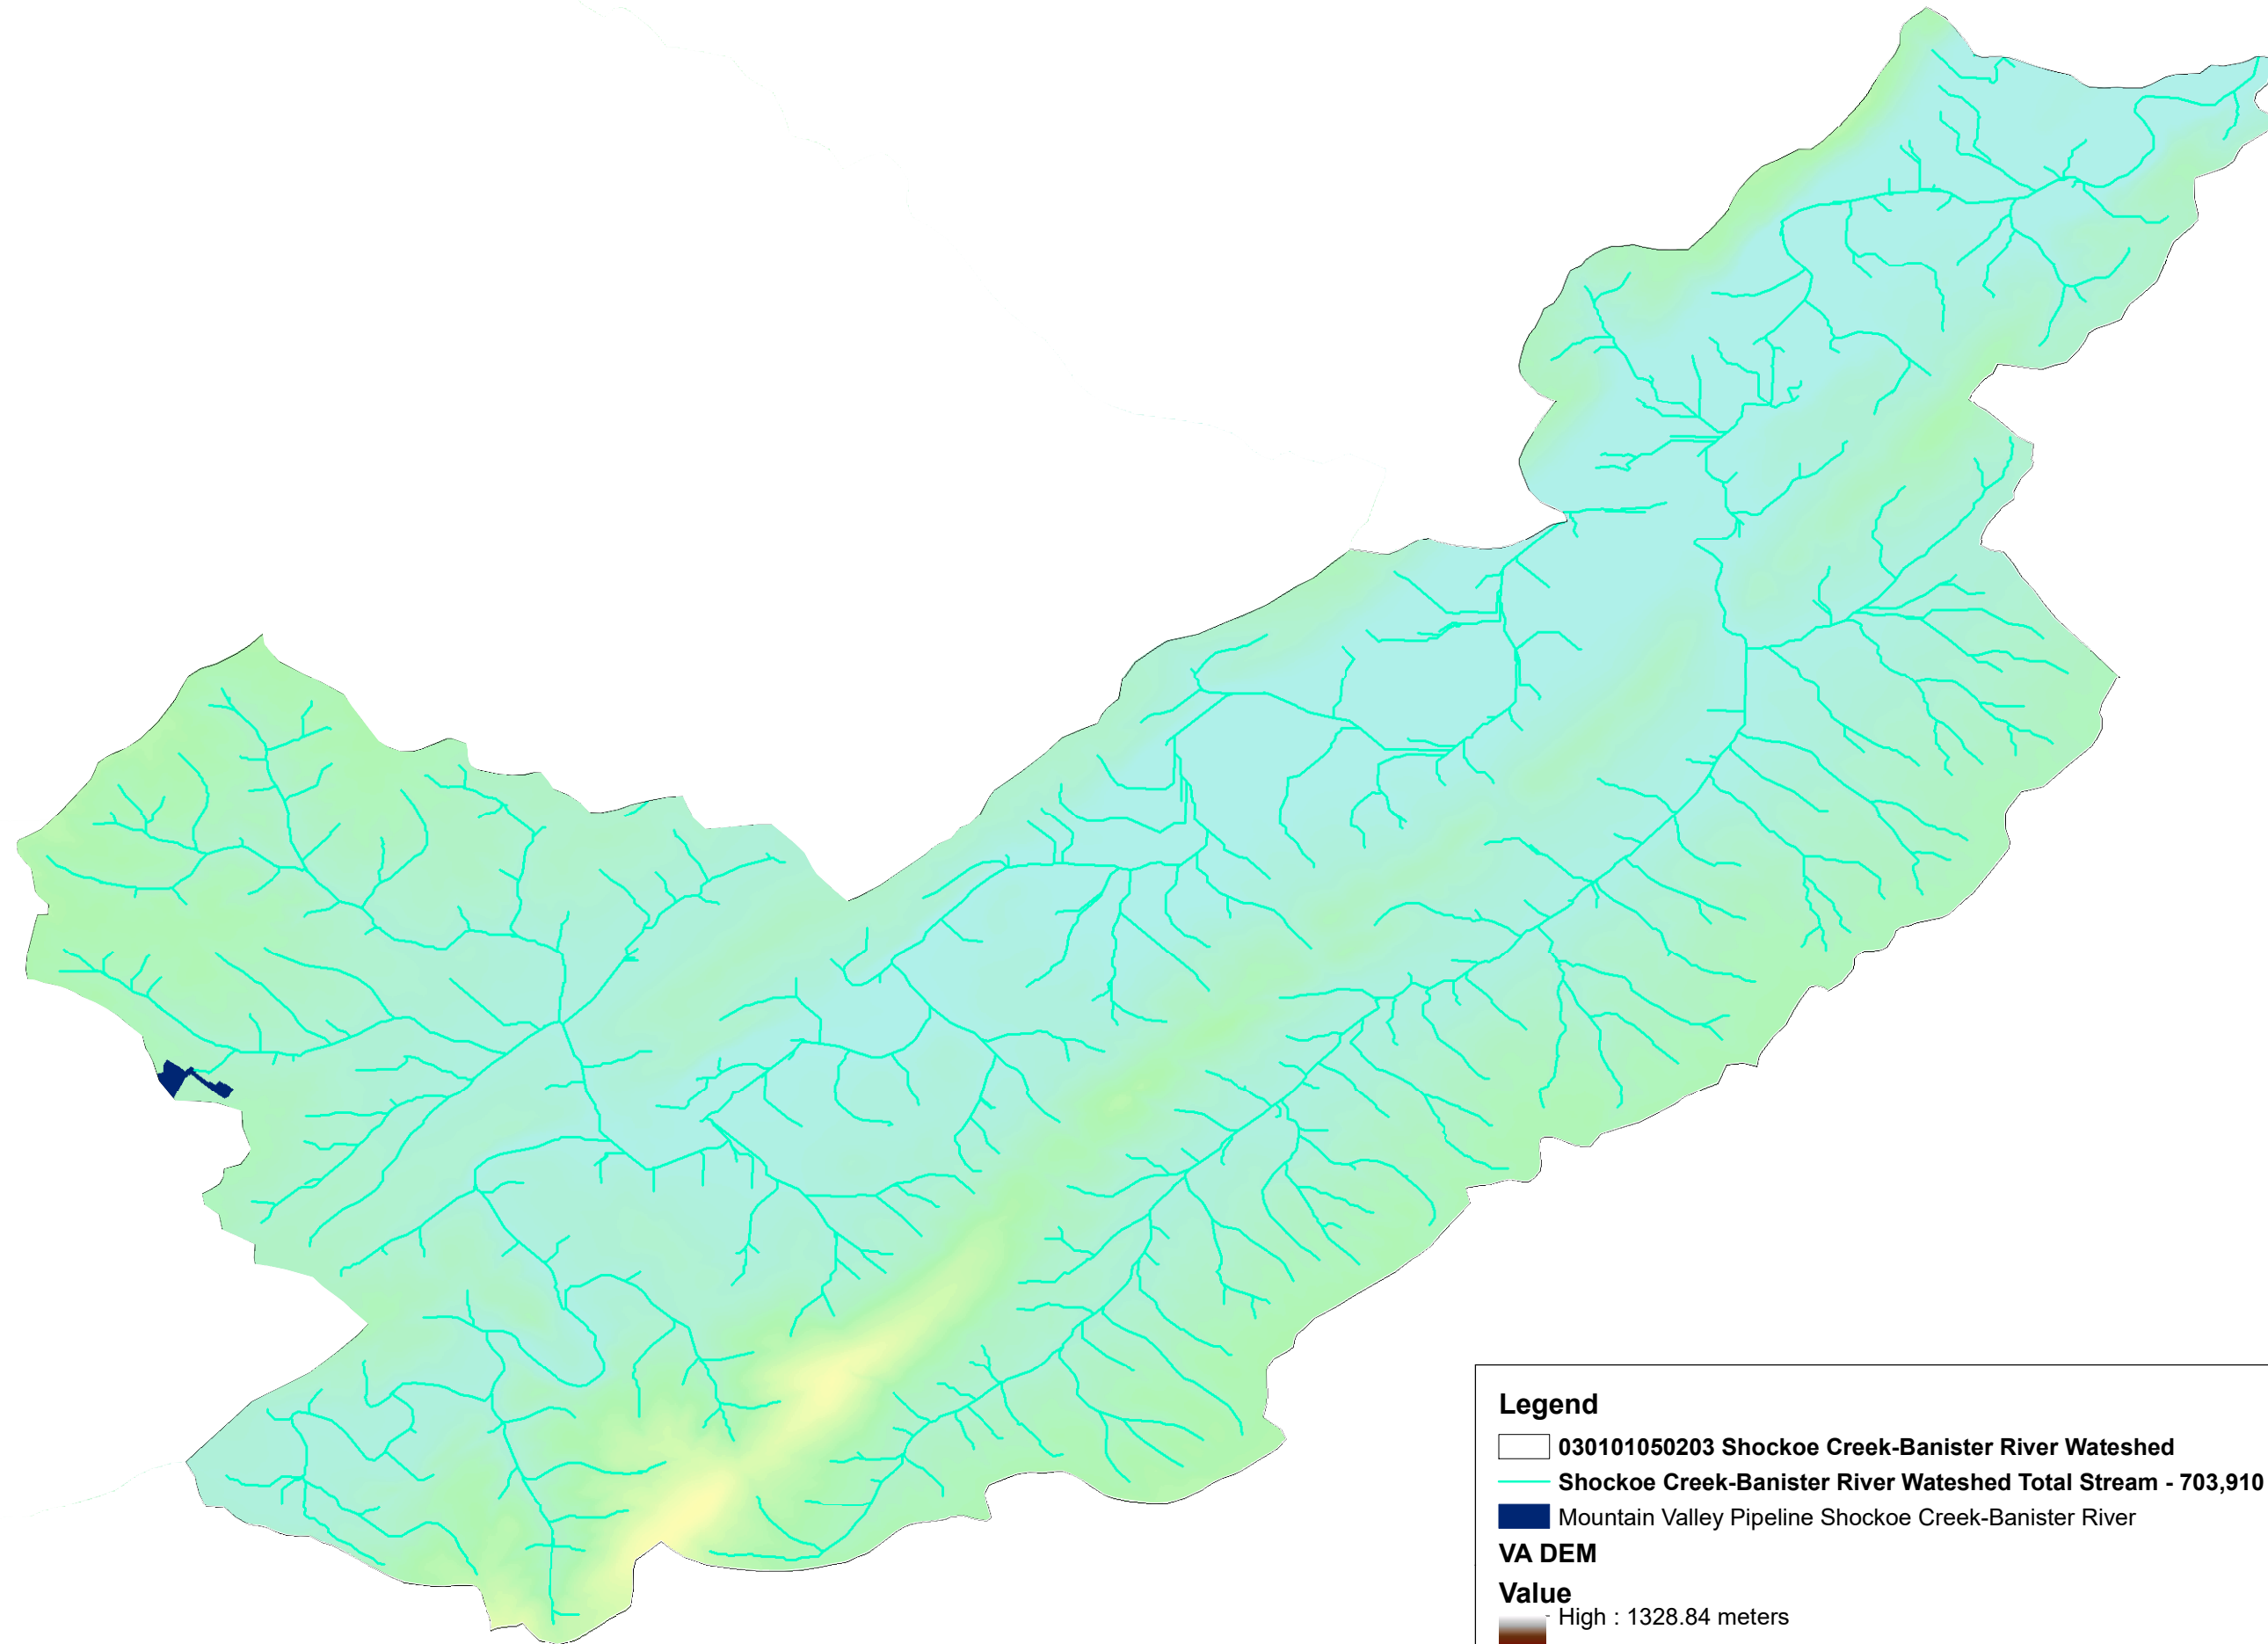 Legend
030101050203 Shockoe Creek-Banister River Wateshed
Shockoe Creek-Banister River Wateshed Total Stream - 703,910
Mountain Valley Pipeline Shockoe Creek-Banister River
VA DEM
Value
High : 1328.84 meters